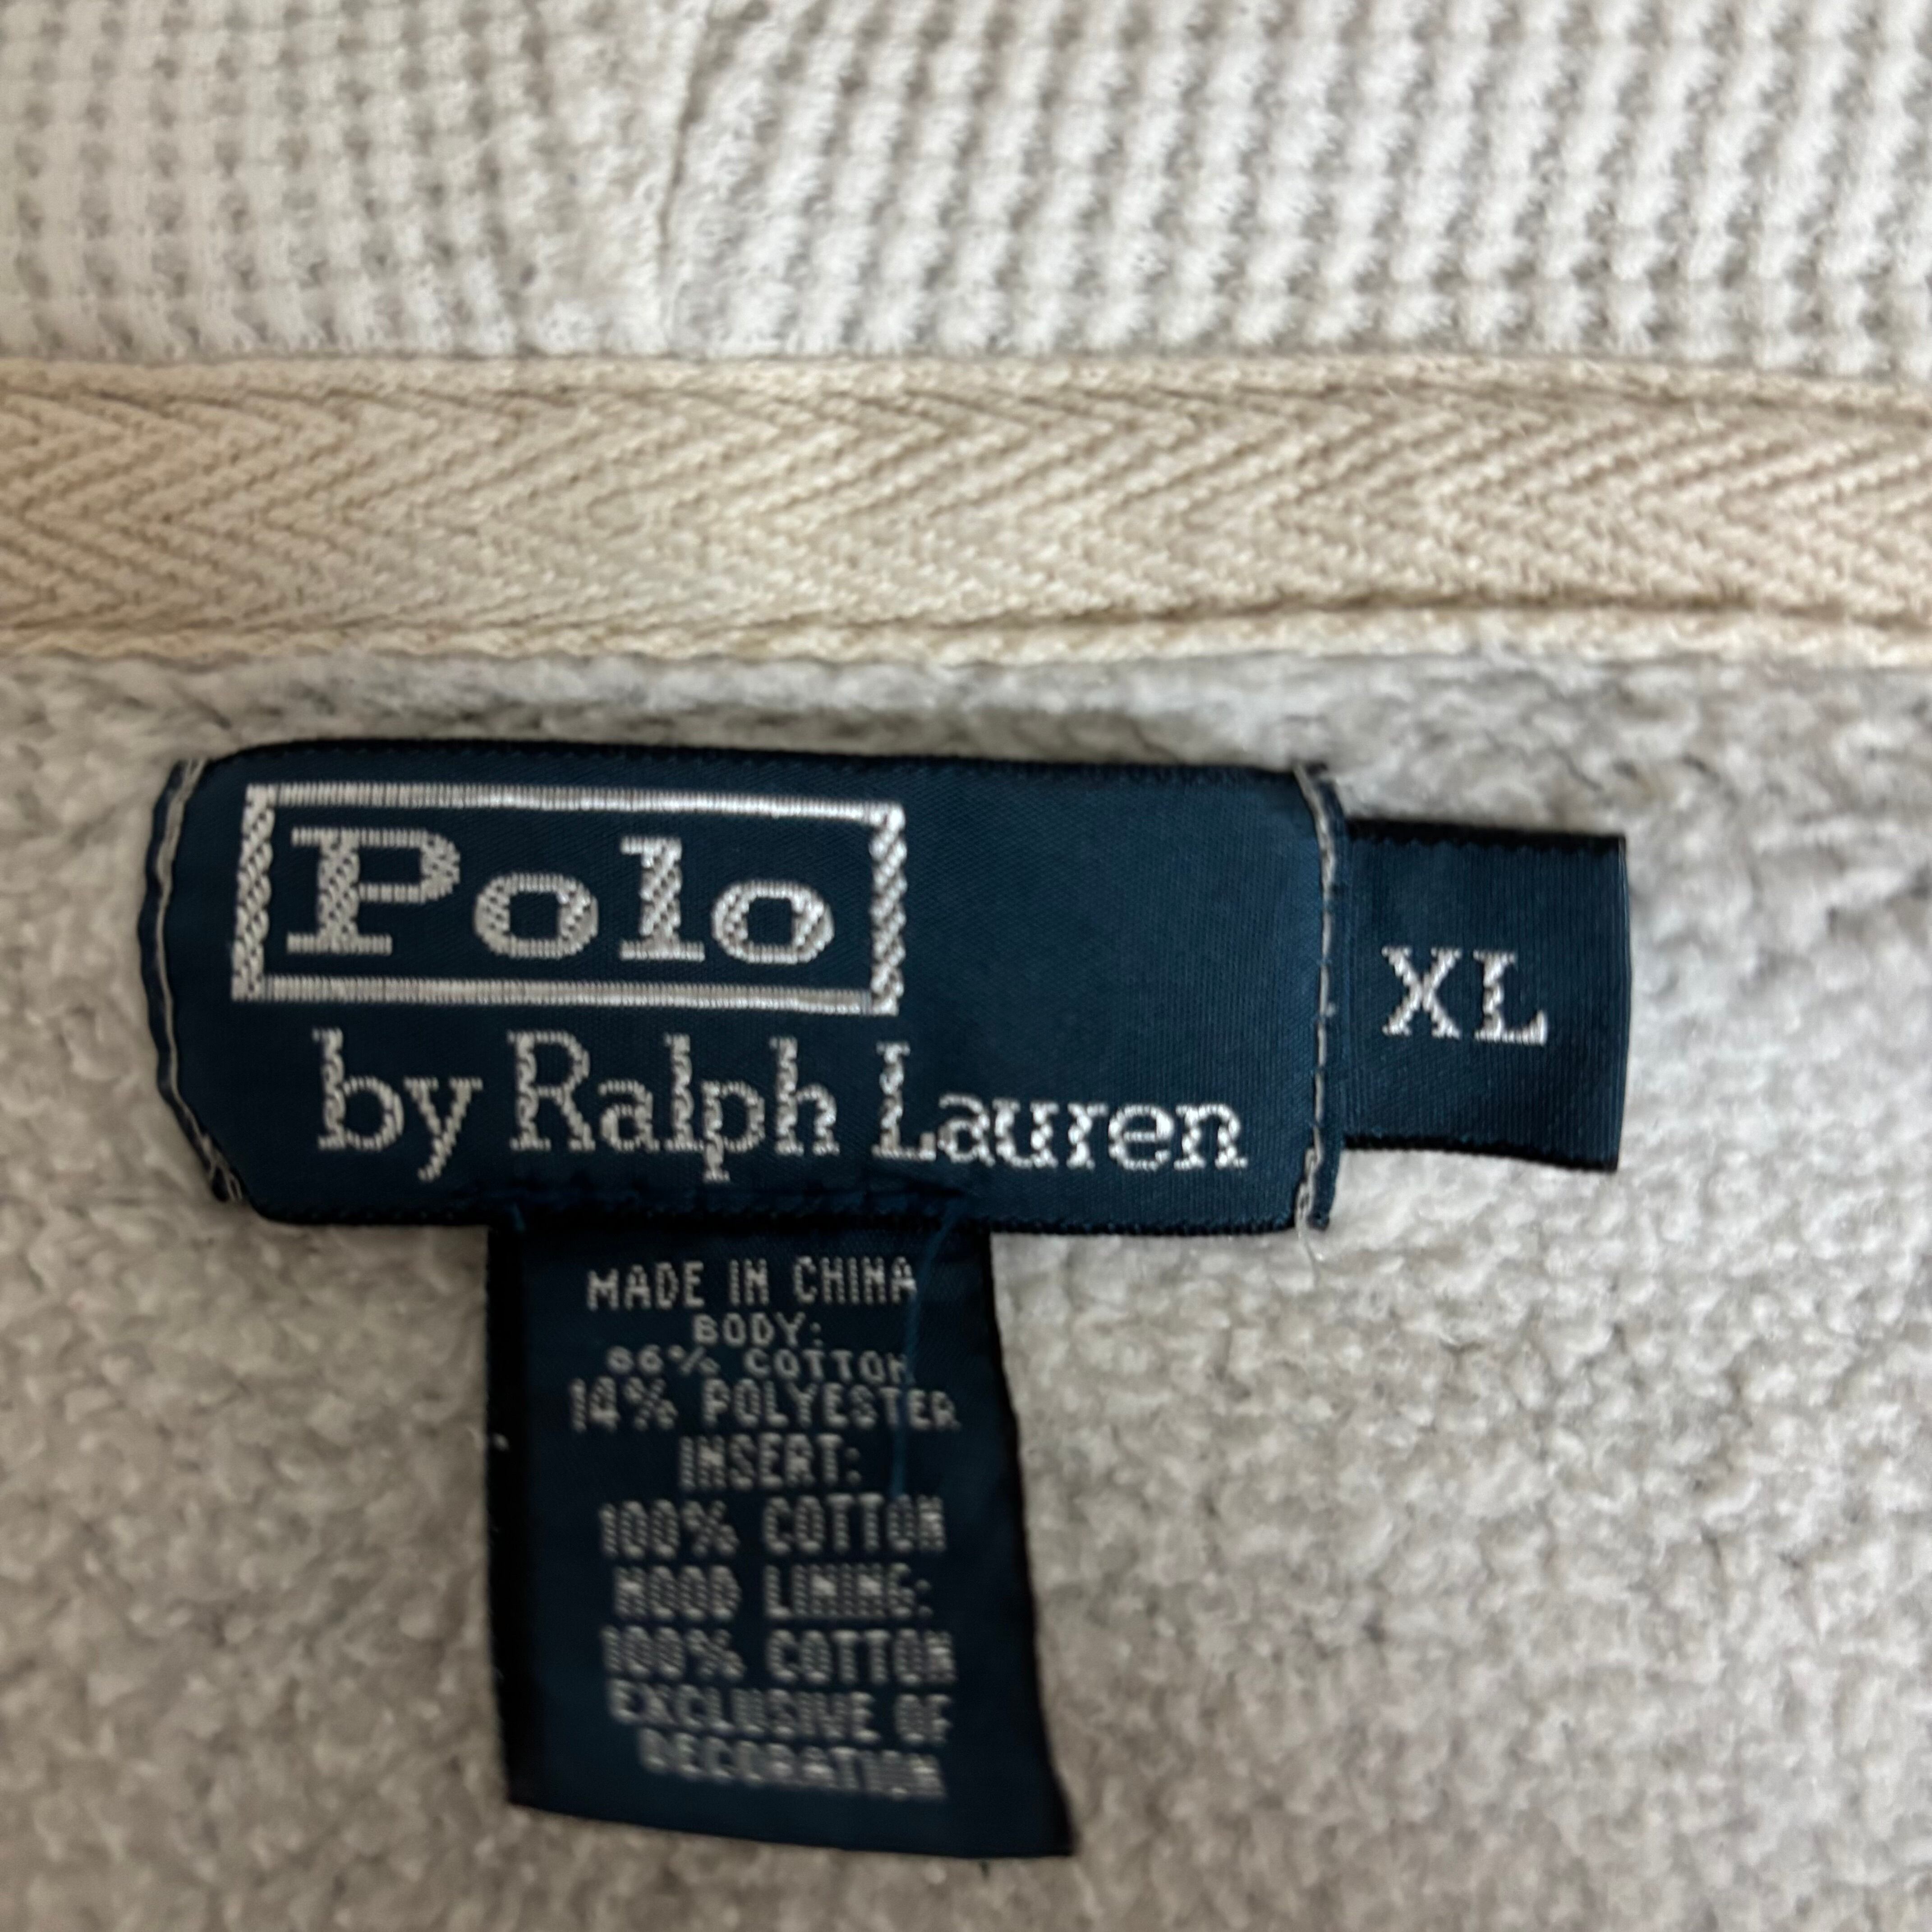 Polo
by Ralph Lauren
XL
MADE IN CHINA
BODY:
86% COTTON
14% POLYESTER
INSERT:
100% COTTON
HOOD LINING:
100% COTTON
EXCLUSIVE OF
DECORATION